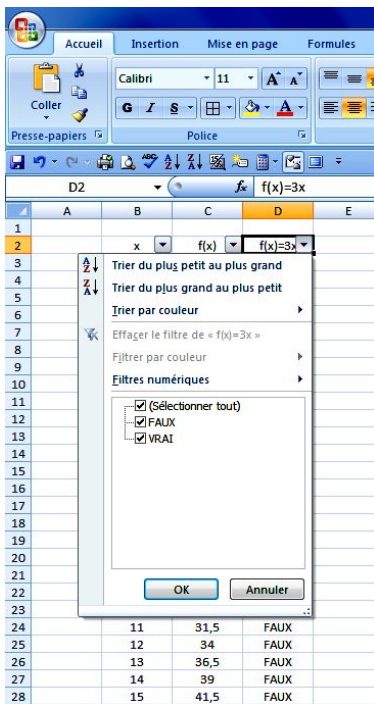 Accueil Insertion Mise en page Formules
Coller
Calibri 11 A A
G I S A
Presse-papiers Police
D2 fx f(x)=3x
A B C D E
1
2 x f(x) f(x)=3x
3 Trier du plus petit au plus grand
4 Trier du plus grand au plus petit
5
6 Trier par couleur
7 Effacer le filtre de « f(x)=3x »
8 Filtrer par couleur
9
10 Filtres numériques
11 (Sélectionner tout)
12 FAUX
13 VRAI
14
15
16
17
18
19
20
21
22 OK Annuler
23
24 11 31,5 FAUX
25 12 34 FAUX
26 13 36,5 FAUX
27 14 39 FAUX
28 15 41,5 FAUX